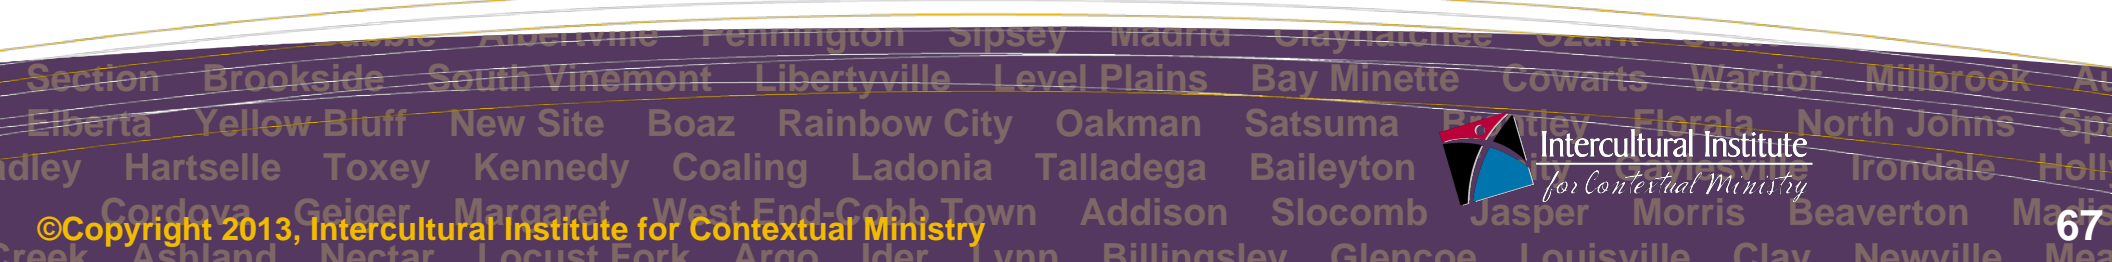 Albertville Pennington Sipsey Madrid Clayhatchee Ozark
Section Brookside South Vinemont Libertyville Level Plains Bay Minette Cowarts Warrior Millbrook
Elberta Yellow Bluff New Site Boaz Rainbow City Oakman Satsuma Florala North Johns
Hartselle Toxey Kennedy Coaling Ladonia Talladega Baileyton Irondale
Intercultural Institute
for Contextual Ministry
Cordova Geiger Margaret West End-Cobb Town Addison Slocomb Jasper Morris Beaverton
©Copyright 2013, Intercultural Institute for Contextual Ministry
67
Creek Ashland Nectar Locust Fork Argo Ider Lynn Billingsley Glencoe Louisville Clay Newville